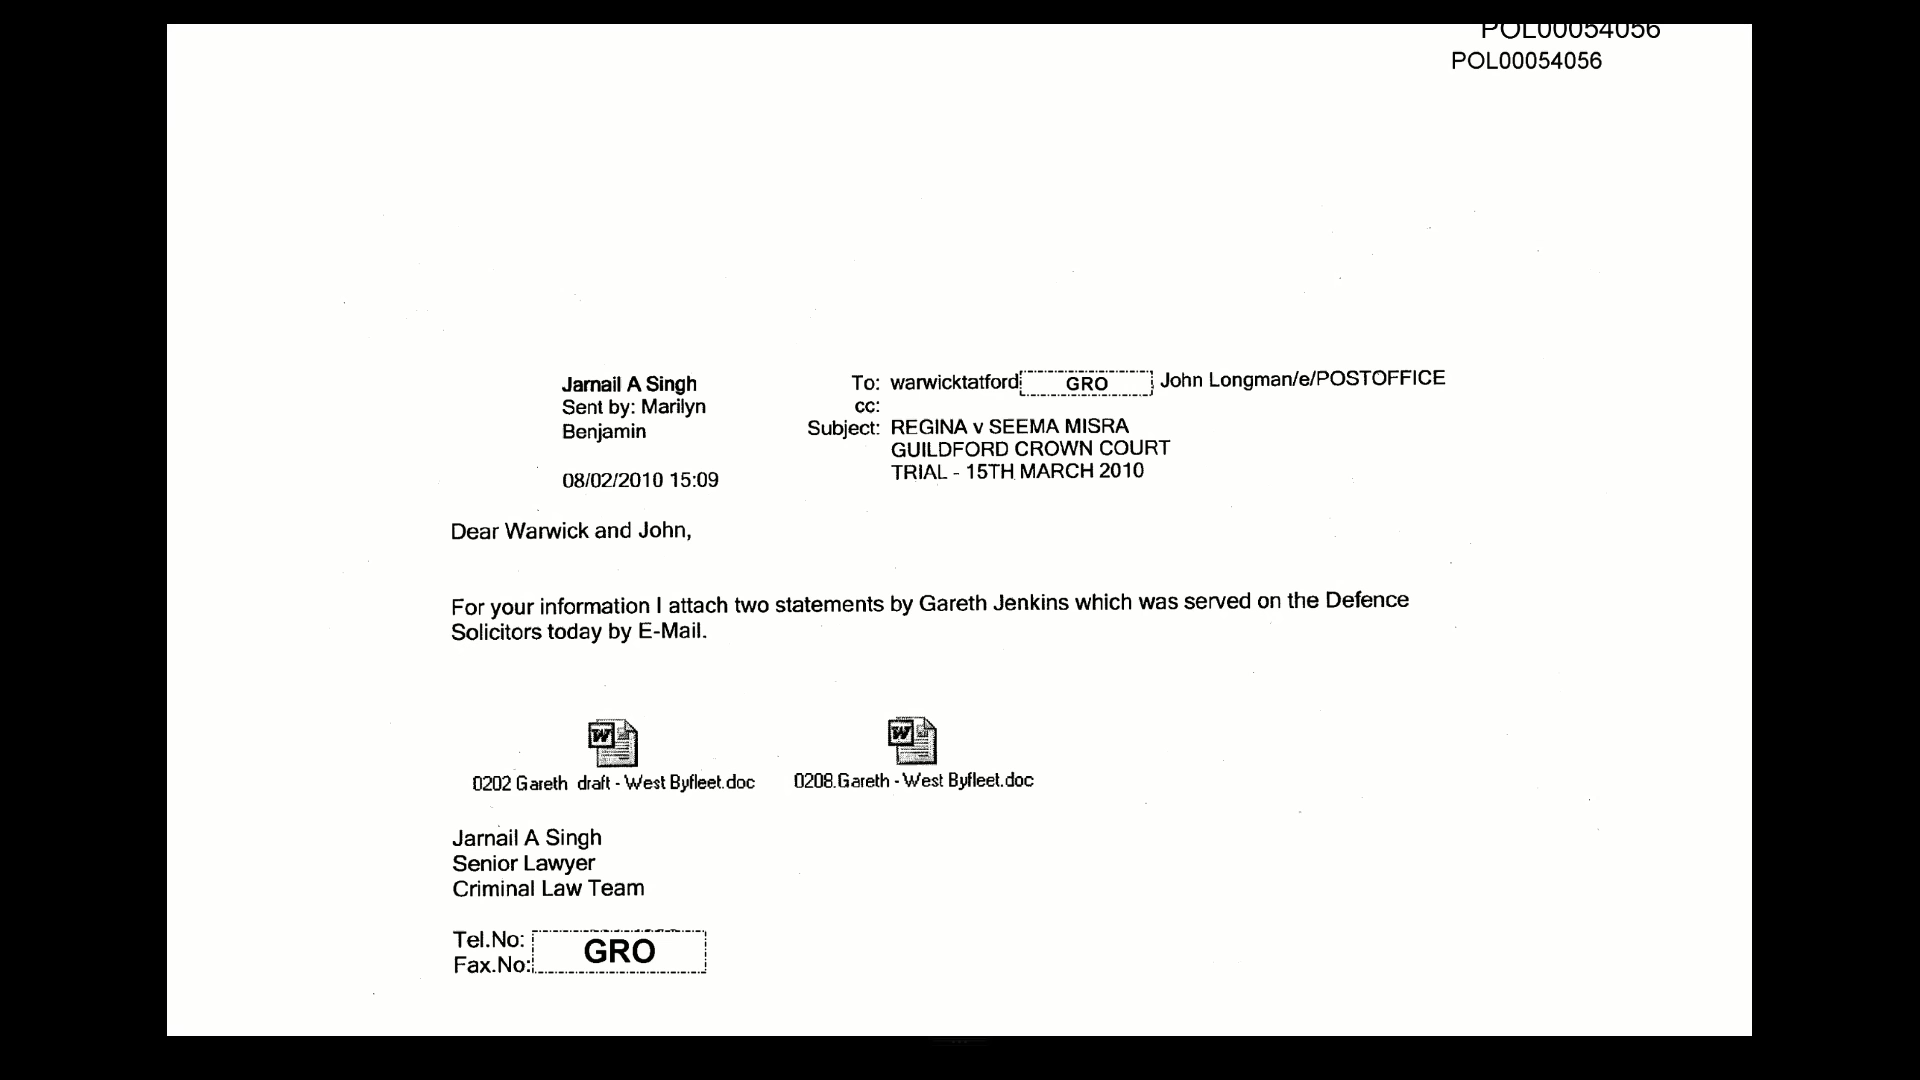 POL00054056
POL00054056
Jarnail A Singh
Sent by: Marilyn
Benjamin
08/02/2010 15:09
To: warwicktatford GRO John Longman/e/POSTOFFICE
cc:
Subject: REGINA v SEEMA MISRA
GUILDFORD CROWN COURT
TRIAL - 15TH MARCH 2010
Dear Warwick and John,
For your information I attach two statements by Gareth Jenkins which was served on the Defence
Solicitors today by E-Mail.
0202 Gareth draft - West Byfleet.doc
0208.Gareth - West Byfleet.doc
Jarnail A Singh
Senior Lawyer
Criminal Law Team
Tel.No: GRO
Fax.No: